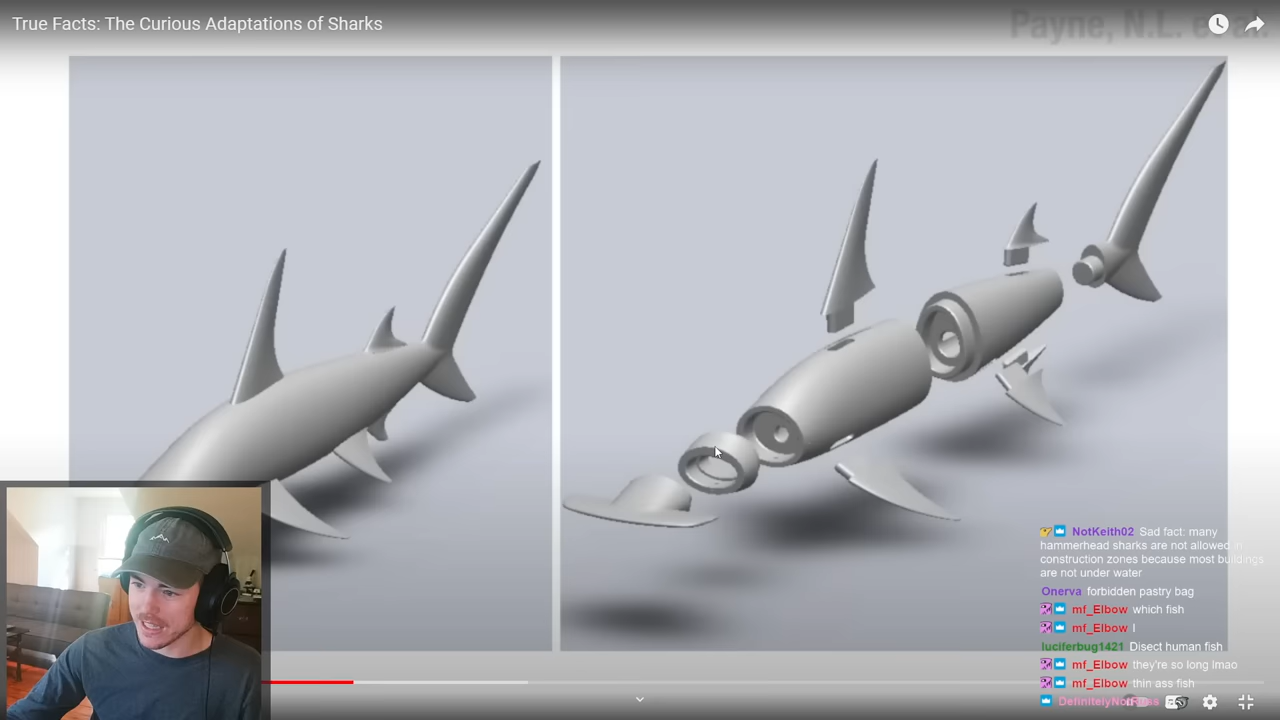 True Facts: The Curious Adaptations of Sharks
Payne, N.L. et al.
NotKeith02 Sad fact: many
hammerhead sharks are not allowed in
construction zones because most buildings
are not under water
Onerva forbidden pastry bag
mf_Elbow which fish
mf_Elbow I
luciferbug1421 Disect human fish
mf_Elbow they're so long lmao
mf_Elbow thin ass fish